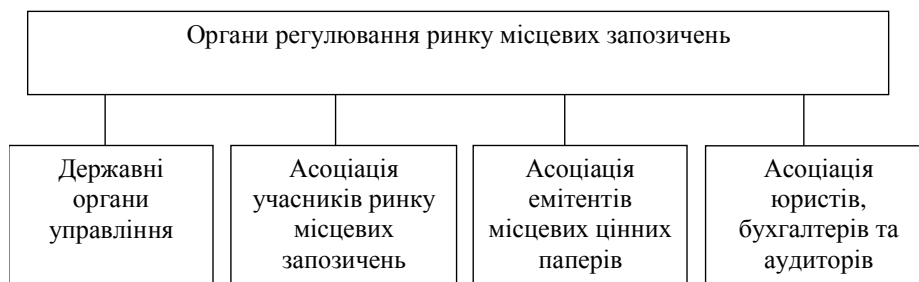 Органи регулювання ринку місцевих запозичень
Державні
органи
управління
Асоціація
учасників ринку
місцевих
запозичень
Асоціація
емітентів
місцевих цінних
паперів
Асоціація
юристів,
бухгалтерів та
аудиторів